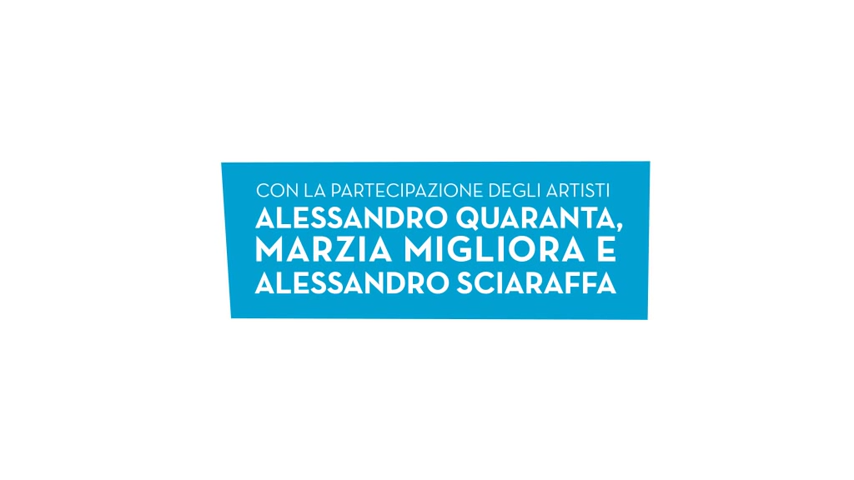 CON LA PARTECIPAZIONE DEGLI ARTISTI
ALESSANDRO QUARANTA,
MARZIA MIGLIORA E
ALESSANDRO SCIARAFFA